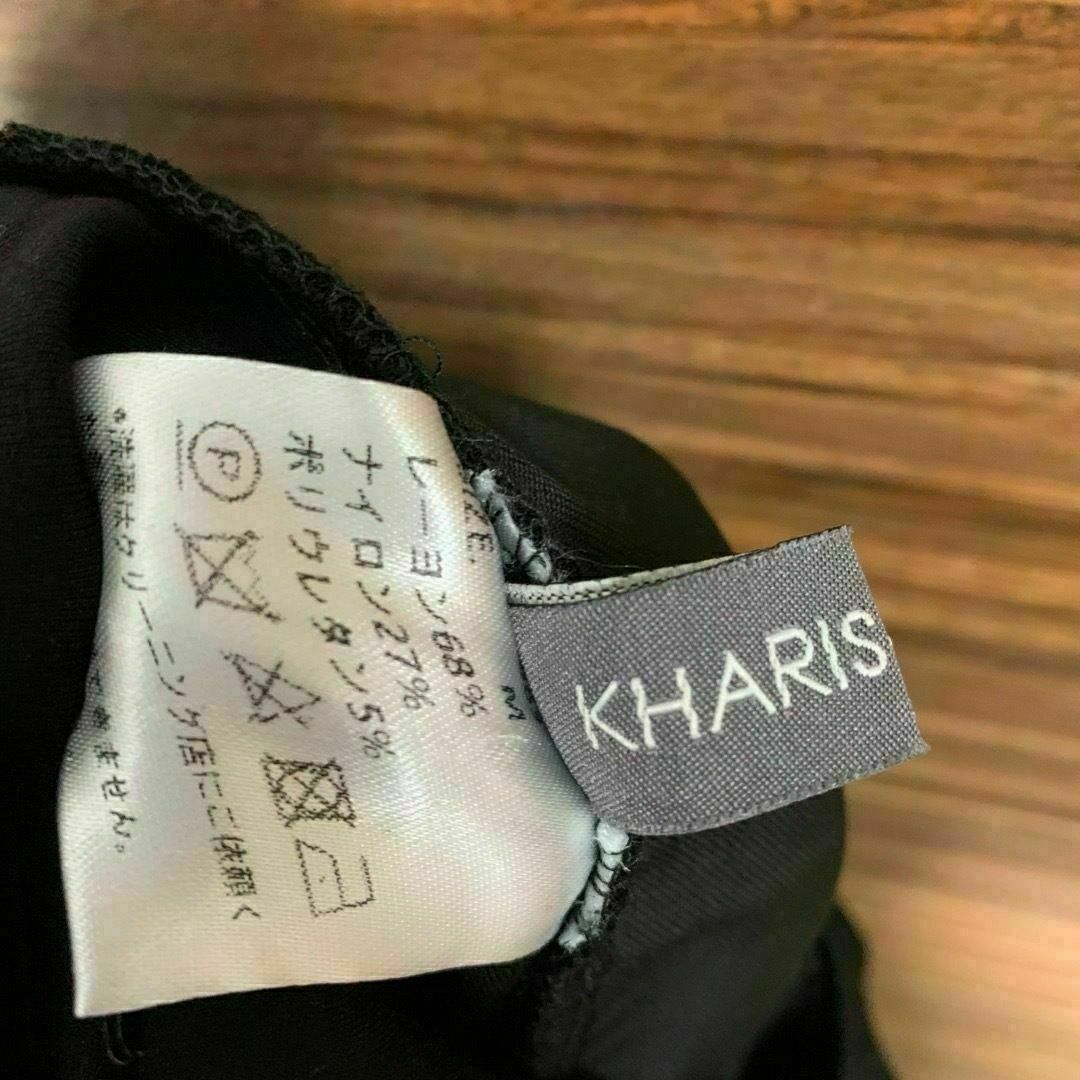 KHARIS
M
レーヨン68%
ナイロン27%
ポリウレタン5%
P
洗濯はクリーニング店にご依頼く
きません。